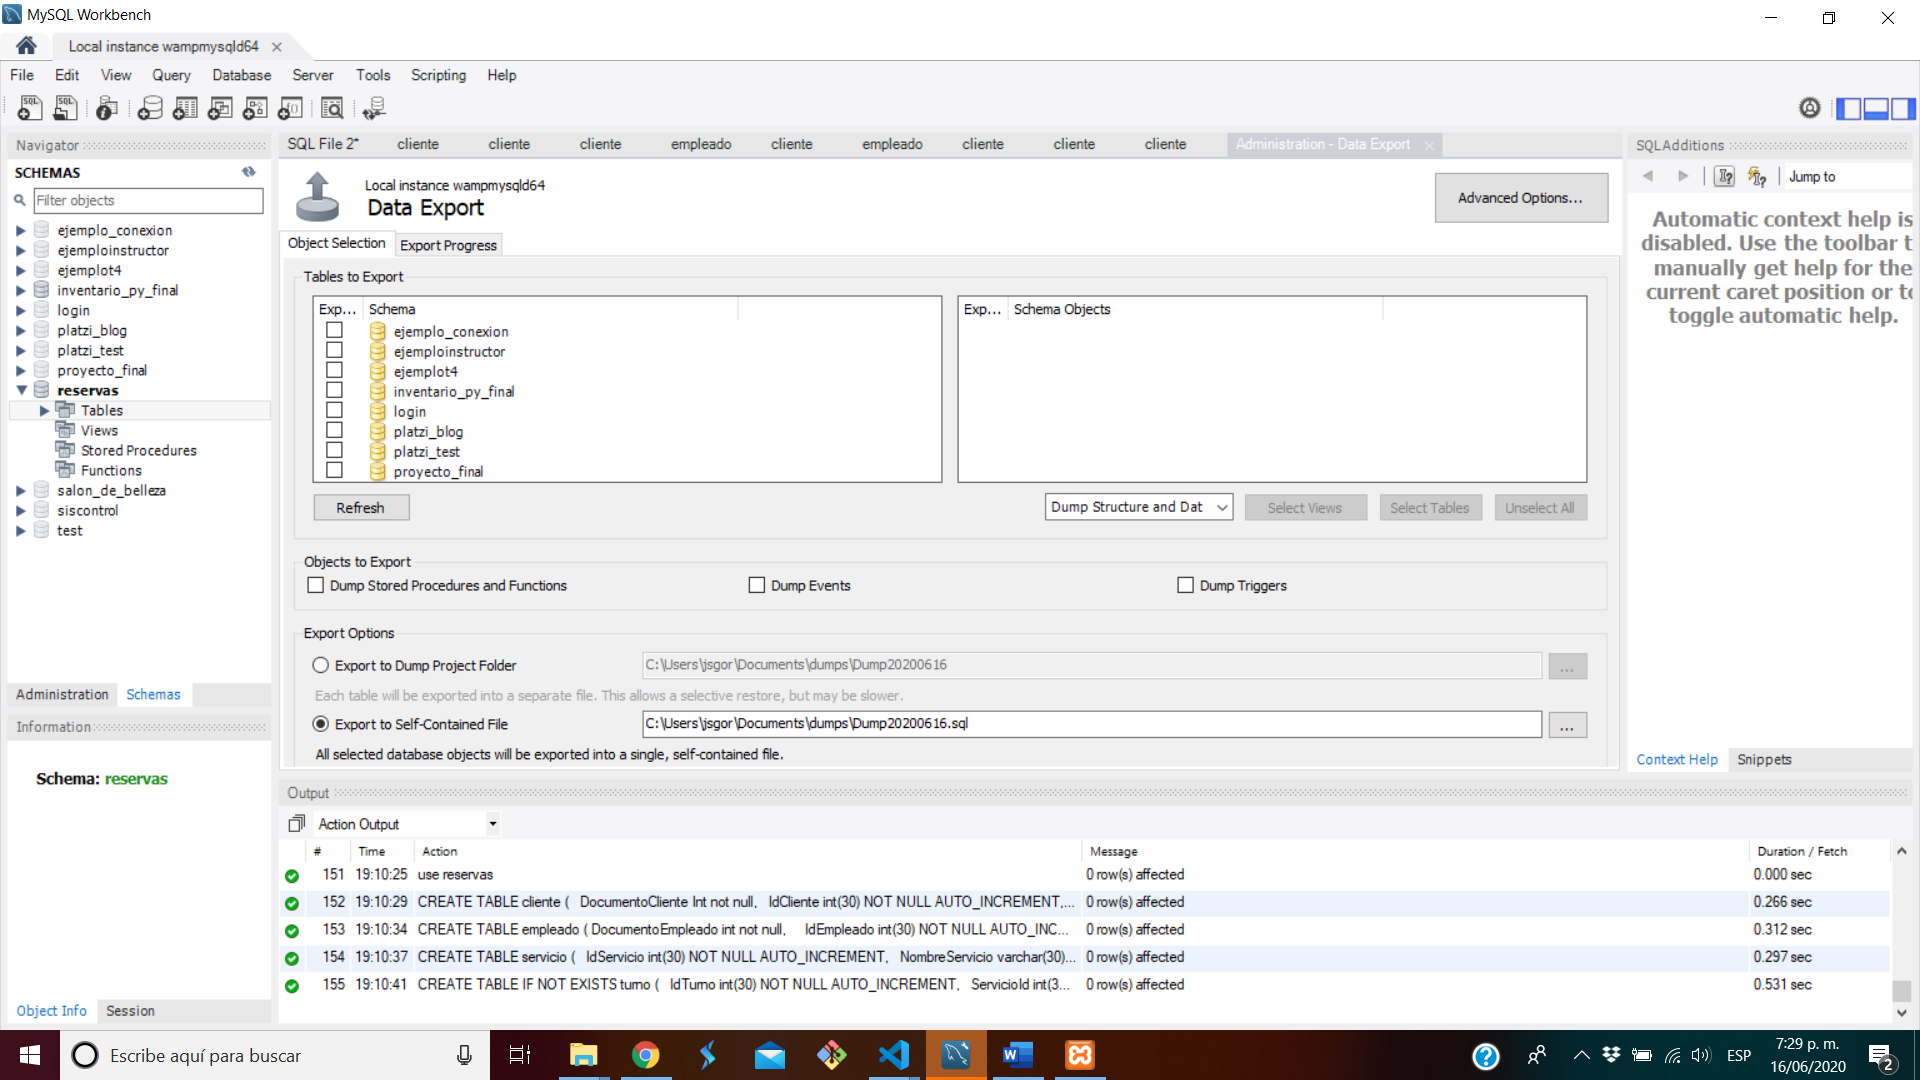 MySQL Workbench
Local instance wampmysqld64
File Edit View Query Database Server Tools Scripting Help
Navigator
SCHEMAS
Filter objects
ejemplo_conexion
ejemploinstructor
ejemplot4
inventario_py_final
login
platzi_blog
platzi_test
proyecto_final
reservas
Tables
Views
Stored Procedures
Functions
salon_de_belleza
siscontrol
test
Administration Schemas
Information
Schema: reservas
Object Info Session
SQL File 2* cliente cliente cliente empleado cliente empleado cliente cliente cliente Administration - Data Export
Local instance wampmysqld64
Data Export
Advanced Options...
Object Selection Export Progress
Tables to Export
Exp... Schema
ejemplo_conexion
ejemploinstructor
ejemplot4
inventario_py_final
login
platzi_blog
platzi_test
proyecto_final
Exp... Schema Objects
Refresh Dump Structure and Dat Select Views Select Tables Unselect All
Objects to Export
Dump Stored Procedures and Functions Dump Events Dump Triggers
Export Options
Export to Dump Project Folder C:\Users\jsgor\Documents\dumps\Dump20200616 ...
Each table will be exported into a separate file. This allows a selective restore, but may be slower.
Export to Self-Contained File C:\Users\jsgor\Documents\dumps\Dump20200616.sql ...
All selected database objects will be exported into a single, self-contained file.
SQLAdditions
Jump to
Automatic context help is
disabled. Use the toolbar t
manually get help for the
current caret position or to
toggle automatic help.
Context Help Snippets
Output
Action Output
# Time Action Message Duration / Fetch
151 19:10:25 use reservas 0 row(s) affected 0.000 sec
152 19:10:29 CREATE TABLE cliente ( DocumentoCliente Int not null, IdCliente int(30) NOT NULL AUTO_INCREMENT,... 0 row(s) affected 0.266 sec
153 19:10:34 CREATE TABLE empleado ( DocumentoEmpleado int not null, IdEmpleado int(30) NOT NULL AUTO_INC... 0 row(s) affected 0.312 sec
154 19:10:37 CREATE TABLE servicio ( IdServicio int(30) NOT NULL AUTO_INCREMENT, NombreServicio varchar(30)... 0 row(s) affected 0.297 sec
155 19:10:41 CREATE TABLE IF NOT EXISTS turno ( IdTurno int(30) NOT NULL AUTO_INCREMENT, ServicioId int(3... 0 row(s) affected 0.531 sec
Escribe aquí para buscar
ESP
7:29 p. m.
16/06/2020
2